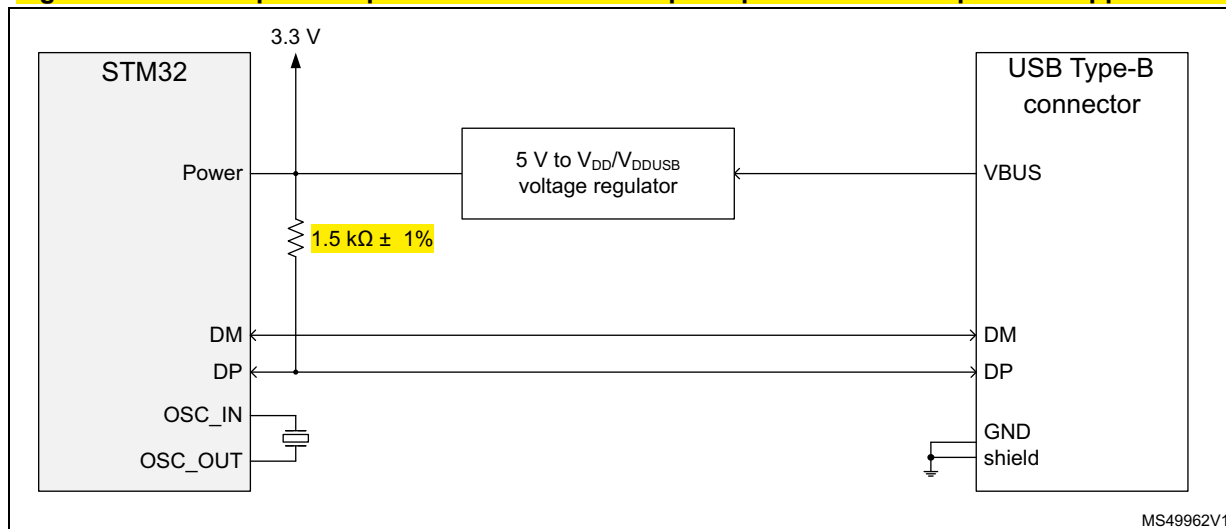 3.3 V
STM32
USB Type-B
connector
5 V to VDD/VDDUSB
voltage regulator
Power
VBUS
1.5 kΩ ± 1%
DM
DM
DP
DP
OSC_IN
OSC_OUT
GND
shield
MS49962V1